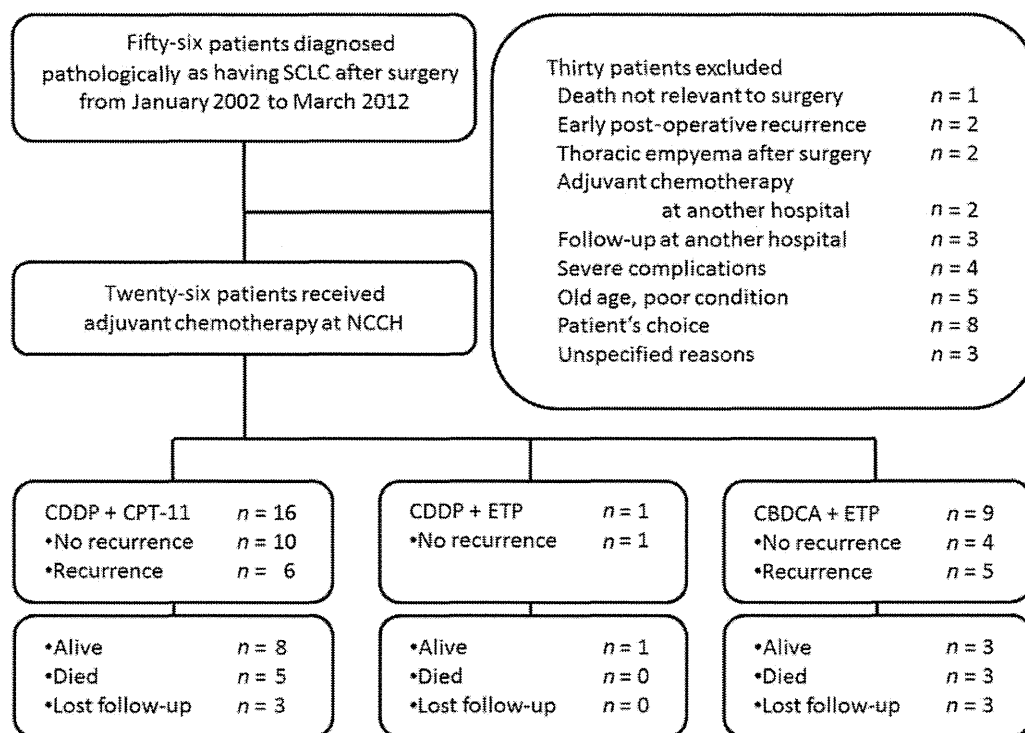 Fifty-six patients diagnosed
pathologically as having SCLC after surgery
from January 2002 to March 2012
Thirty patients excluded
Death not relevant to surgery n = 1
Early post-operative recurrence n = 2
Thoracic empyema after surgery n = 2
Adjuvant chemotherapy
at another hospital n = 2
Follow-up at another hospital n = 3
Severe complications n = 4
Old age, poor condition n = 5
Patient's choice n = 8
Unspecified reasons n = 3
Twenty-six patients received
adjuvant chemotherapy at NCCH
CDDP + CPT-11 n = 16
•No recurrence n = 10
•Recurrence n = 6
CDDP + ETP n = 1
•No recurrence n = 1
CBDCA + ETP n = 9
•No recurrence n = 4
•Recurrence n = 5
•Alive n = 8
•Died n = 5
•Lost follow-up n = 3
•Alive n = 1
•Died n = 0
•Lost follow-up n = 0
•Alive n = 3
•Died n = 3
•Lost follow-up n = 3